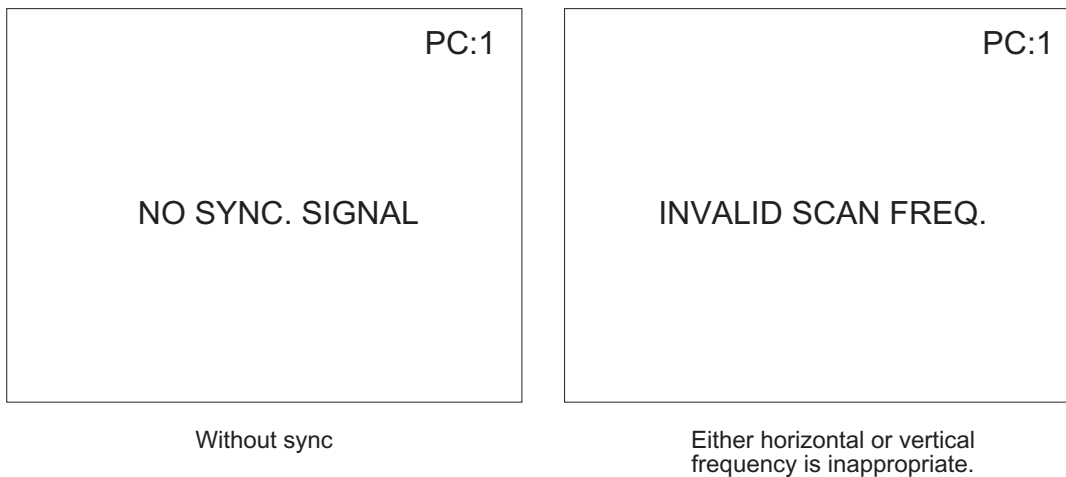 PC:1
NO SYNC. SIGNAL
Without sync
PC:1
INVALID SCAN FREQ.
Either horizontal or vertical
frequency is inappropriate.